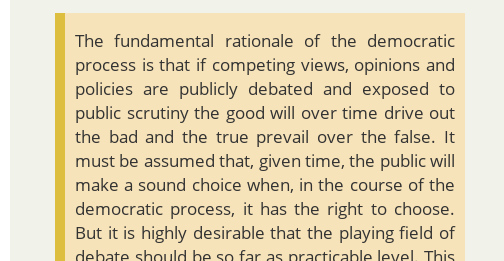 The fundamental rationale of the democratic
process is that if competing views, opinions and
policies are publicly debated and exposed to
public scrutiny the good will over time drive out
the bad and the true prevail over the false. It
must be assumed that, given time, the public will
make a sound choice when, in the course of the
democratic process, it has the right to choose.
But it is highly desirable that the playing field of
debate should be so far as practicable level. This